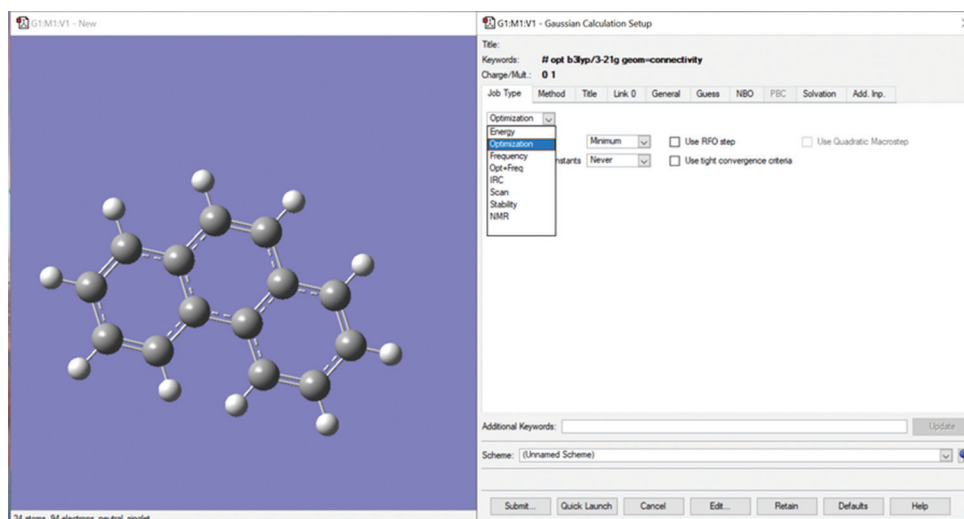 G1:M1:V1 - New
G1:M1:V1 - Gaussian Calculation Setup
Title:
Keywords: # opt b3lyp/3-21g geom=connectivity
Charge/Mult.: 0 1
Job Type Method Title Link 0 General Guess NBO PBC Solvation Add. Inp.
Optimization
Energy
Optimization Minimum Use RFO step Use Quadratic Macrostep
Frequency nstants Never Use tight convergence criteria
Opt+Freq
IRC
Scan
Stability
NMR
Additional Keywords: Update
Scheme: (Unnamed Scheme)
Submit... Quick Launch Cancel Edit... Retain Defaults Help
24 atoms, 94 electrons, neutral, singlet